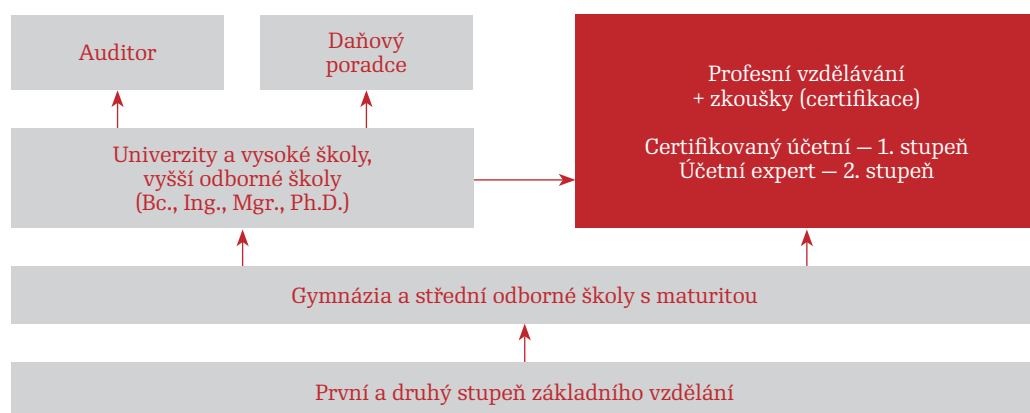 Auditor
Daňový
poradce
Profesní vzdělávání
+ zkoušky (certifikace)
Certifikovaný účetní — 1. stupeň
Účetní expert — 2. stupeň
Univerzity a vysoké školy,
vyšší odborné školy
(Bc., Ing., Mgr., Ph.D.)
Gymnázia a střední odborné školy s maturitou
První a druhý stupeň základního vzdělání